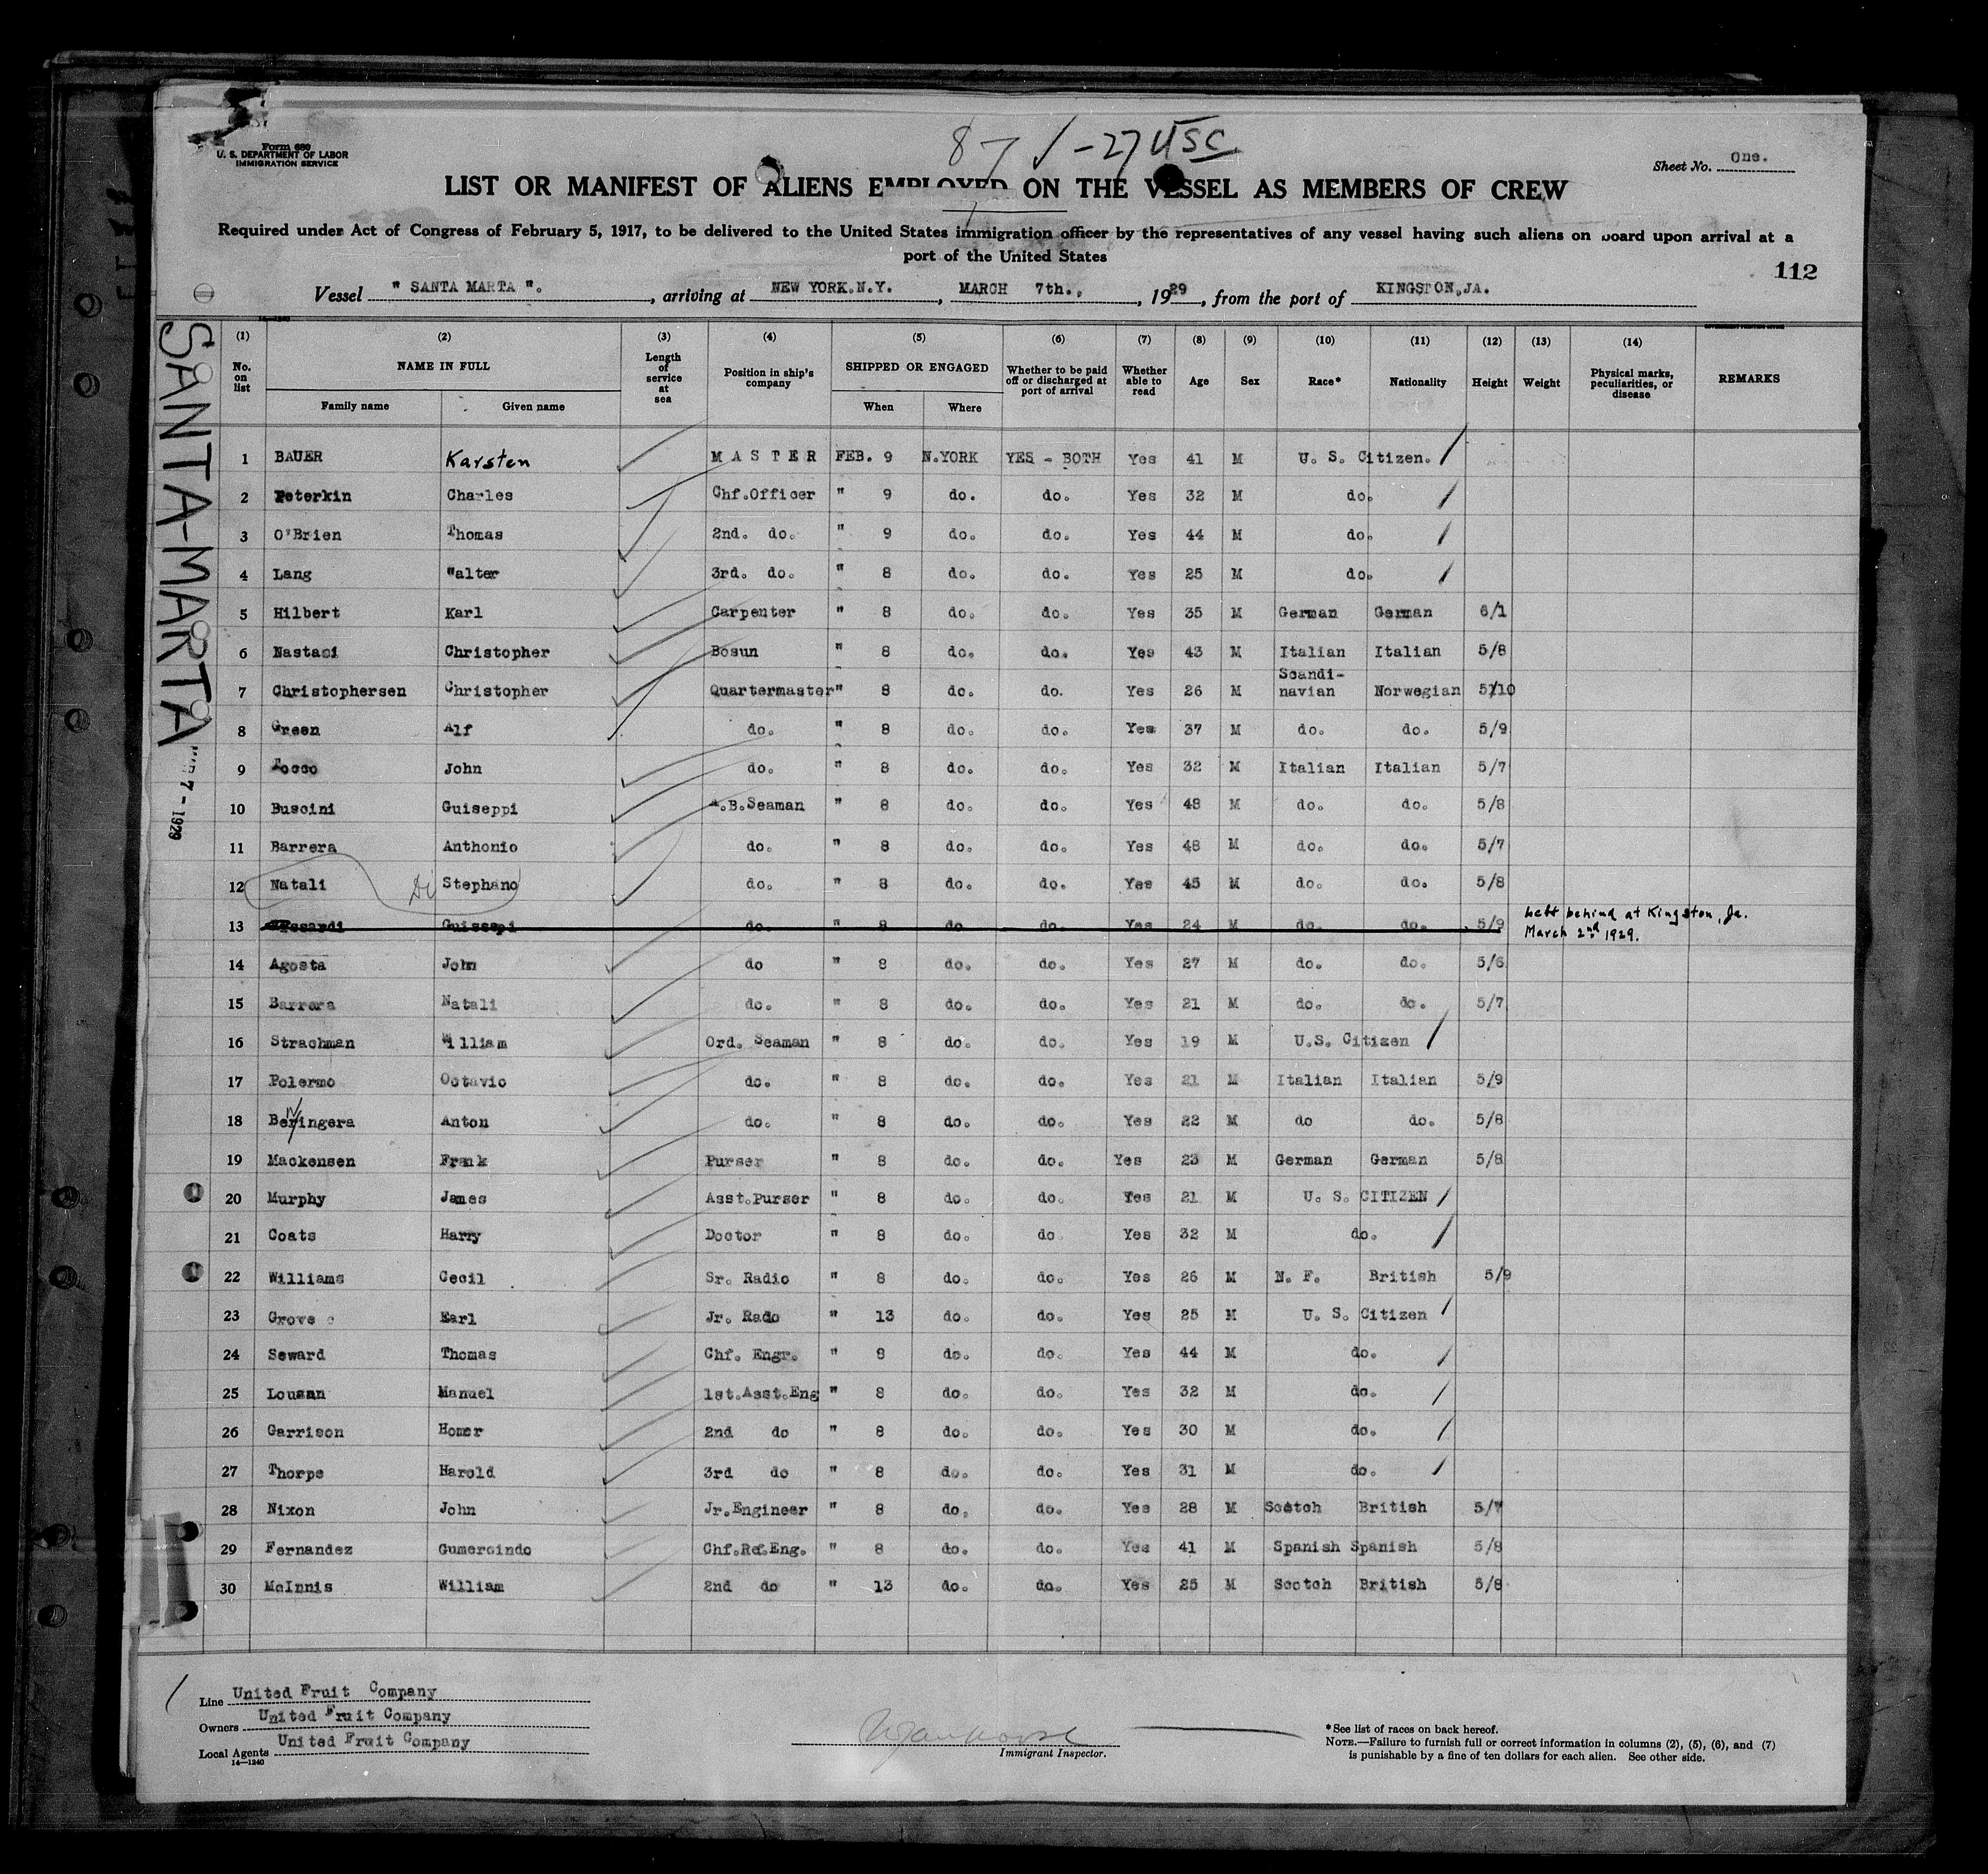 Form 680
U. S. DEPARTMENT OF LABOR
IMMIGRATION SERVICE
87 ✓ - 27 USC
Sheet No. One.
LIST OR MANIFEST OF ALIENS EMPLOYED ON THE VESSEL AS MEMBERS OF CREW
Required under Act of Congress of February 5, 1917, to be delivered to the United States immigration officer by the representatives of any vessel having such aliens on board upon arrival at a
port of the United States
112
Vessel " SANTA MARTA ". , arriving at NEW YORK.N.Y. , MARCH 7th., , 1929 , from the port of KINGSTON,JA.
SANTA-MARTA
7 - 1929
(1) No. on list
(2) NAME IN FULL Family name Given name
(3) Length of service at sea
(4) Position in ship's company
(5) SHIPPED OR ENGAGED When Where
(6) Whether to be paid off or discharged at port of arrival
(7) Whether able to read
(8) Age
(9) Sex
(10) Race*
(11) Nationality
(12) Height
(13) Weight
(14) Physical marks, peculiarities, or disease
REMARKS
1 BAUER Karsten MASTER FEB. 9 N.YORK YES - BOTH Yes 41 M U. S. Citizen.
2 Peterkin Charles Chf.Officer " 9 do. do. Yes 32 M do.
3 O'Brien Thomas 2nd. do. " 9 do. do. Yes 44 M do.
4 Lang "alter 3rd. do. " 8 do. do. Yes 25 M do.
5 Hilbert Karl Carpenter " 8 do. do. Yes 35 M German German 6/1
6 Nastasi Christopher Bosun " 8 do. do. Yes 43 M Italian Italian 5/8
7 Christophersen Christopher Quartermaster " 8 do. do. Yes 26 M Scandi-navian Norwegian 5/10
8 Green Alf do. " 8 do. do. Yes 37 M do. do. 5/9
9 John do. " 8 do. do. Yes 32 M Italian Italian 5/7
10 Buscini Guiseppi A.B.Seaman " 8 do. do. Yes 48 M do. do. 5/8
11 Barrera Anthonio do. " 8 do. do. Yes 48 M do. do. 5/7
12 Natali Di Stephano do. " 8 do. do. Yes 45 M do. do. 5/8
13 Guiseppi do. " 8 do. do. Yes 24 M do. do. 5/9 Left behind at Kingston, Ja.
March 2nd 1929.
14 Agosta John do " 8 do. do. Yes 27 M do. do. 5/6
15 Barrera Natali do. " 8 do. do. Yes 21 M do. do. 5/7
16 Strachman William Ord. Seaman " 8 do. do. Yes 19 M U.S. Citizen
17 Polermo Octavio do. " 8 do. do. Yes 21 M Italian Italian 5/9
18 Beringera Anton do. " 8 do. do. Yes 22 M do do. 5/8
19 Mackensen Frank Purser " 8 do. do. Yes 23 M German German 5/8
20 Murphy James Asst.Purser " 8 do. do. Yes 21 M U. S. CITIZEN
21 Coats Harry Doctor " 8 do. do. Yes 32 M do.
22 Williams Cecil Sr. Radio " 8 do. do. Yes 26 M N. F. British 5/9
23 Grove Earl Jr. Rado " 13 do. do. Yes 25 M U. S. Citizen
24 Seward Thomas Chf. Engr. " 8 do. do. Yes 44 M do.
25 Lousan Manuel 1st.Asst.Eng " 8 do. do. Yes 32 M do.
26 Garrison Homer 2nd do " 8 do. do. Yes 30 M do.
27 Thorpe Harold 3rd do " 8 do. do. Yes 31 M do.
28 Nixon John Jr.Engineer " 8 do. do. Yes 28 M Scotch British 5/7
29 Fernandez Gumercindo Chf.Ref.Eng. " 8 do. do. Yes 41 M Spanish Spanish 5/8
30 McInnis William 2nd do " 13 do. do. Yes 25 M Scotch British 5/8
Line United Fruit Company
Owners United Fruit Company
Local Agents United Fruit Company
14—1240
Immigrant Inspector.
*See list of races on back hereof.
NOTE.—Failure to furnish full or correct information in columns (2), (5), (6), and (7)
is punishable by a fine of ten dollars for each alien. See other side.